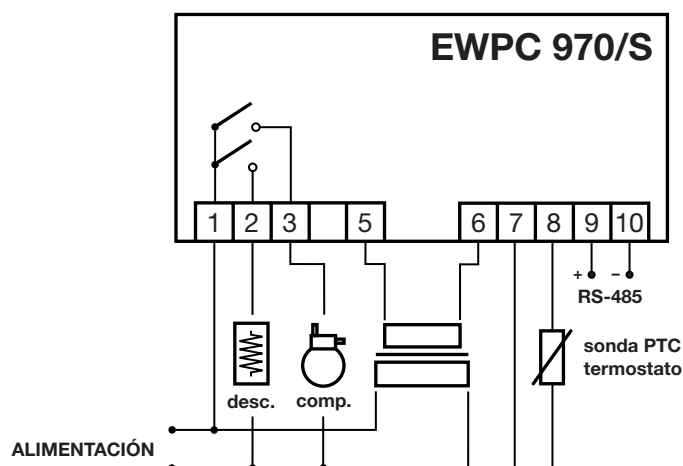 EWPC 970/S
1 2 3 5 6 7 8 9 10
+ −
RS-485
sonda PTC
termostato
desc. comp.
ALIMENTACIÓN